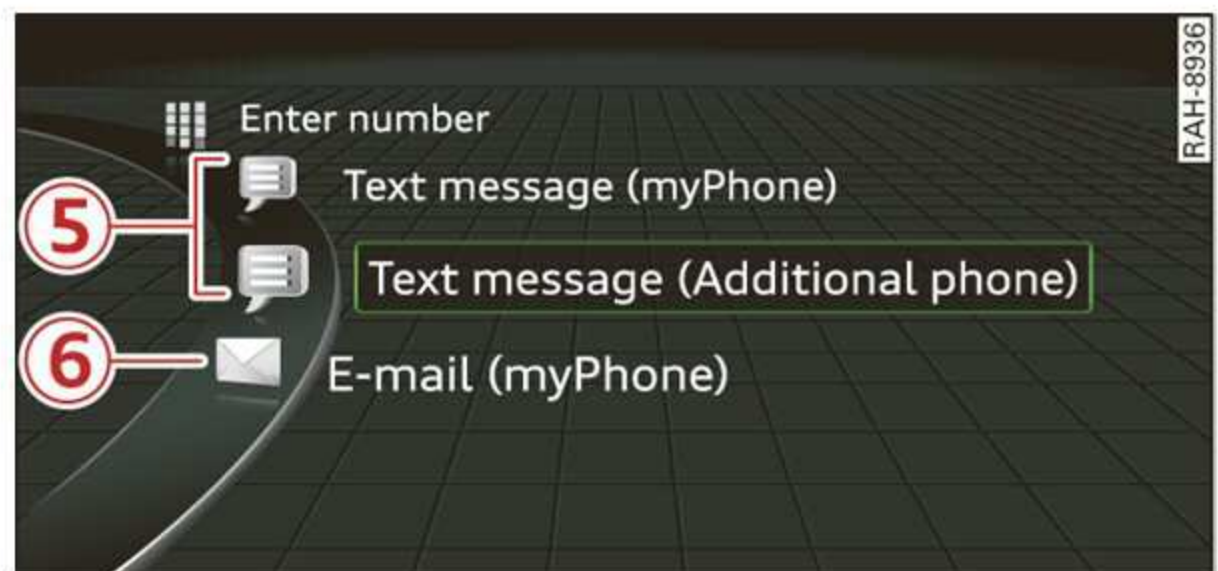 RAH-8936
Enter number
5
Text message (myPhone)
Text message (Additional phone)
6
E-mail (myPhone)